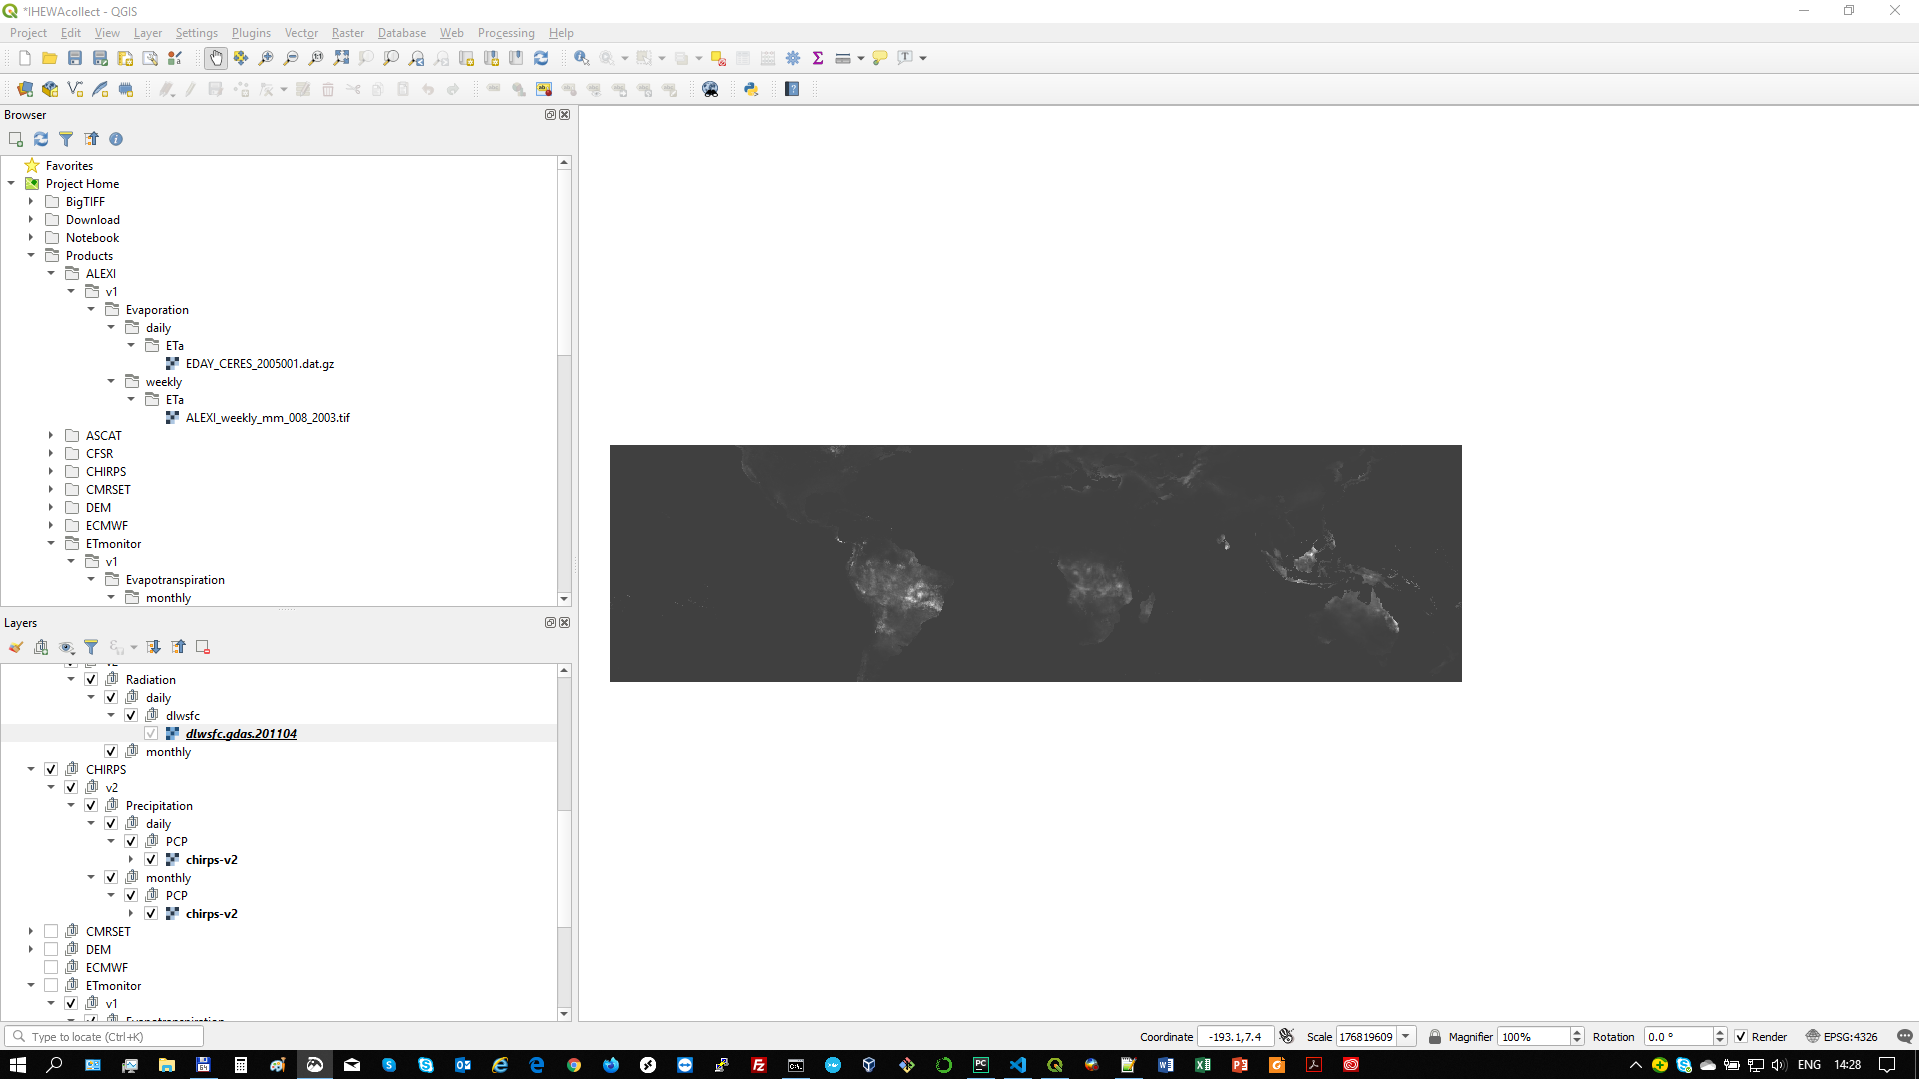 *IHEWAcollect - QGIS
Project Edit View Layer Settings Plugins Vector Raster Database Web Processing Help
Browser
Favorites
Project Home
BigTIFF
Download
Notebook
Products
ALEXI
v1
Evaporation
daily
ETa
EDAY_CERES_2005001.dat.gz
weekly
ETa
ALEXI_weekly_mm_008_2003.tif
ASCAT
CFSR
CHIRPS
CMRSET
DEM
ECMWF
ETmonitor
v1
Evapotranspiration
monthly
Layers
Radiation
daily
dlwsfc
dlwsfc.gdas.201104
monthly
CHIRPS
v2
Precipitation
daily
PCP
chirps-v2
monthly
PCP
chirps-v2
CMRSET
DEM
ECMWF
ETmonitor
v1
Type to locate (Ctrl+K)
Coordinate -193.1,7.4 Scale 176819609 Magnifier 100% Rotation 0.0 ° Render EPSG:4326
ENG 14:28